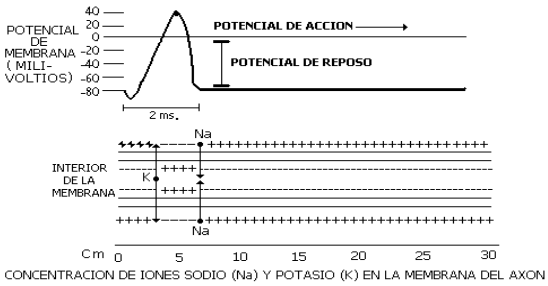 POTENCIAL
DE
MEMBRANA
( MILI-
VOLTIOS)
40
20
0
-20
-40
-60
-80
POTENCIAL DE ACCION
POTENCIAL DE REPOSO
2 ms.
Na
++++++++++++++++++++++++++++++
INTERIOR
DE LA
MEMBRANA
K
++++
++++
Na
Cm
0 5 10 15 20 25 30
CONCENTRACION DE IONES SODIO (Na) Y POTASIO (K) EN LA MEMBRANA DEL AXON